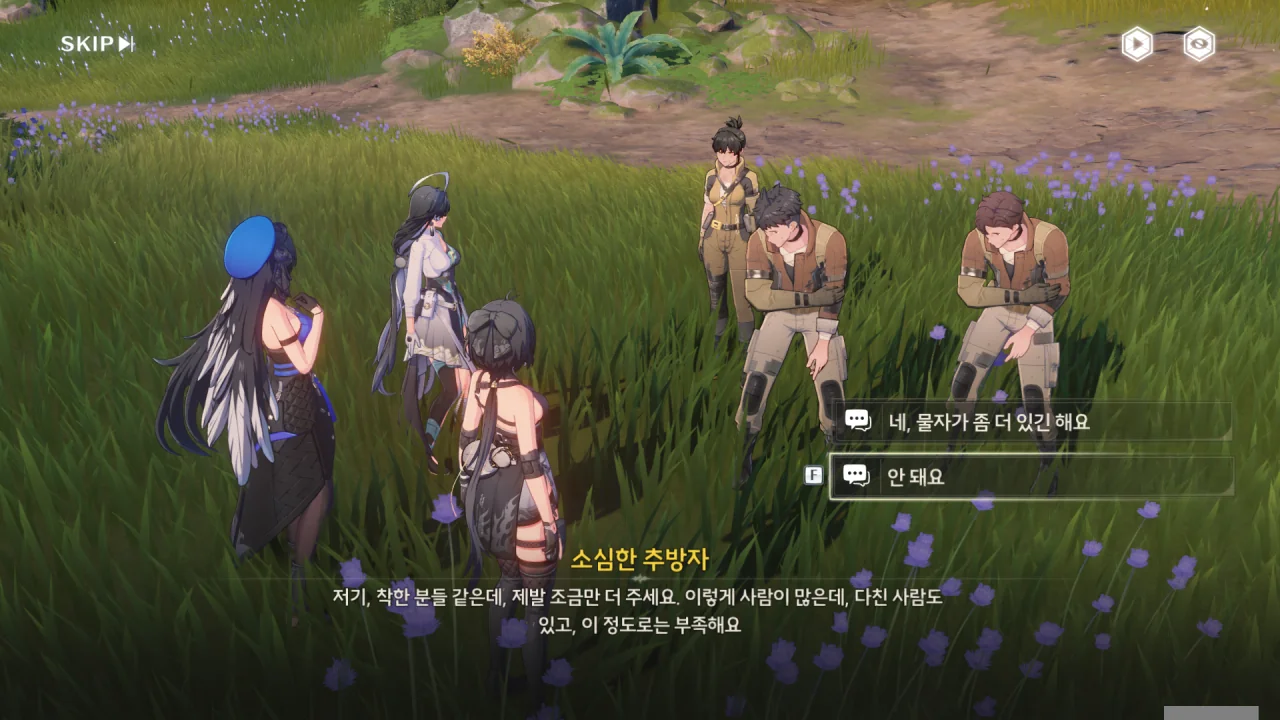 SKIP
네, 물자가 좀 더 있긴 해요
F
안 돼요
소심한 추방자
저기, 착한 분들 같은데, 제발 조금만 더 주세요. 이렇게 사람이 많은데, 다친 사람도
있고, 이 정도로는 부족해요